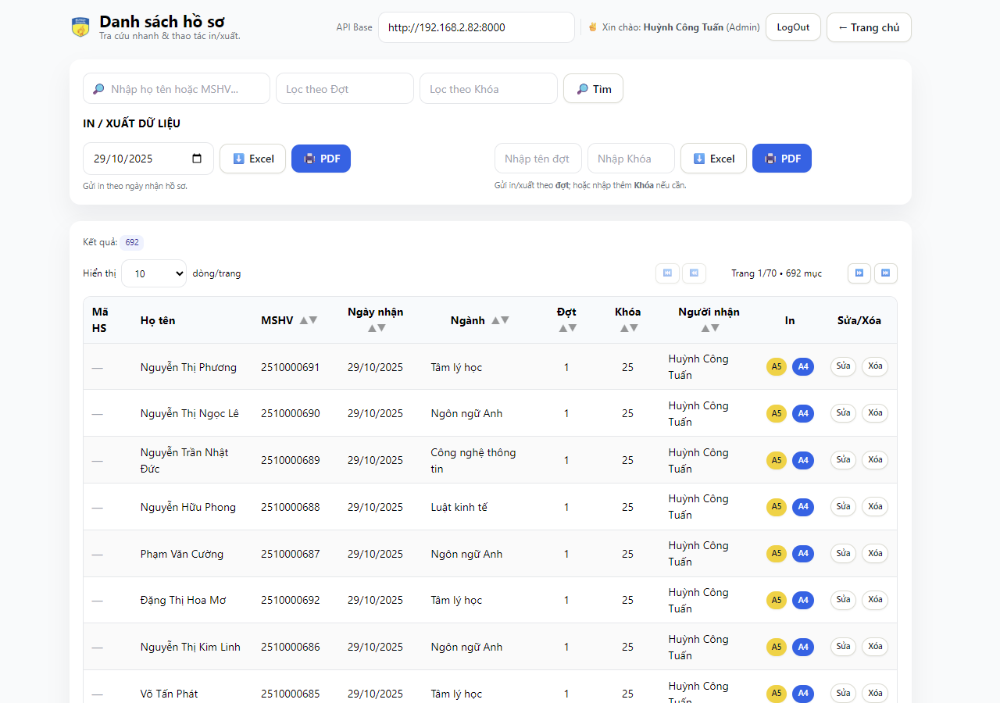 Danh sách hồ sơ
Tra cứu nhanh & thao tác in/xuất.
API Base
http://192.168.2.82:8000
Xin chào: Huỳnh Công Tuấn (Admin)
LogOut
← Trang chủ
Nhập họ tên hoặc MSHV...
Lọc theo Đợt
Lọc theo Khóa
Tìm
IN / XUẤT DỮ LIỆU
29/10/2025
Excel
PDF
Nhập tên đợt
Nhập Khóa
Excel
PDF
Gửi in theo ngày nhận hồ sơ.
Gửi in/xuất theo đợt; hoặc nhập thêm Khóa nếu cần.
Kết quả: 692
Hiển thị 10 dòng/trang
Trang 1/70 • 692 mục
Mã HS Họ tên MSHV ▲▼ Ngày nhận ▲▼ Ngành ▲▼ Đợt ▲▼ Khóa ▲▼ Người nhận ▲▼ In Sửa/Xóa
— Nguyễn Thị Phương 2510000691 29/10/2025 Tâm lý học 1 25 Huỳnh Công Tuấn A5 A4 Sửa Xóa
— Nguyễn Thị Ngọc Lê 2510000690 29/10/2025 Ngôn ngữ Anh 1 25 Huỳnh Công Tuấn A5 A4 Sửa Xóa
— Nguyễn Trần Nhật Đức 2510000689 29/10/2025 Công nghệ thông tin 1 25 Huỳnh Công Tuấn A5 A4 Sửa Xóa
— Nguyễn Hữu Phong 2510000688 29/10/2025 Luật kinh tế 1 25 Huỳnh Công Tuấn A5 A4 Sửa Xóa
— Phạm Văn Cường 2510000687 29/10/2025 Ngôn ngữ Anh 1 25 Huỳnh Công Tuấn A5 A4 Sửa Xóa
— Đặng Thị Hoa Mơ 2510000692 29/10/2025 Tâm lý học 1 25 Huỳnh Công Tuấn A5 A4 Sửa Xóa
— Nguyễn Thị Kim Linh 2510000686 29/10/2025 Ngôn ngữ Anh 1 25 Huỳnh Công Tuấn A5 A4 Sửa Xóa
— Võ Tấn Phát 2510000685 29/10/2025 Tâm lý học 1 25 Huỳnh Công Tuấn A5 A4 Sửa Xóa